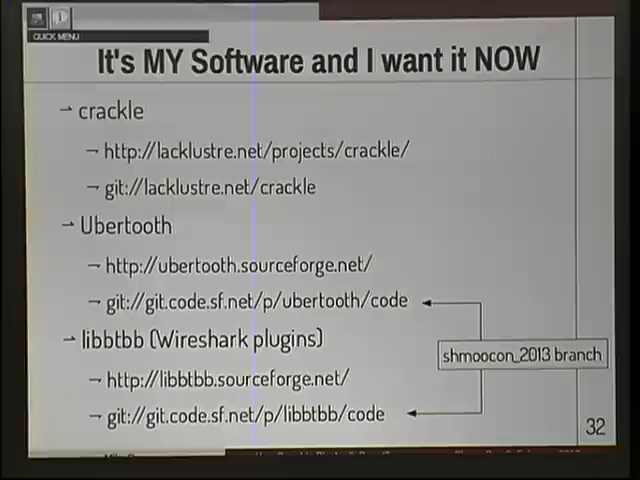 QUICK MENU
It's MY Software and I want it NOW
→ crackle
→ http://lacklustre.net/projects/crackle/
→ git://lacklustre.net/crackle
→ Ubertooth
→ http://ubertooth.sourceforge.net/
→ git://git.code.sf.net/p/ubertooth/code
→ libbtbb (Wireshark plugins)
shmoocon_2013 branch
→ http://libbtbb.sourceforge.net/
→ git://git.code.sf.net/p/libbtbb/code
32